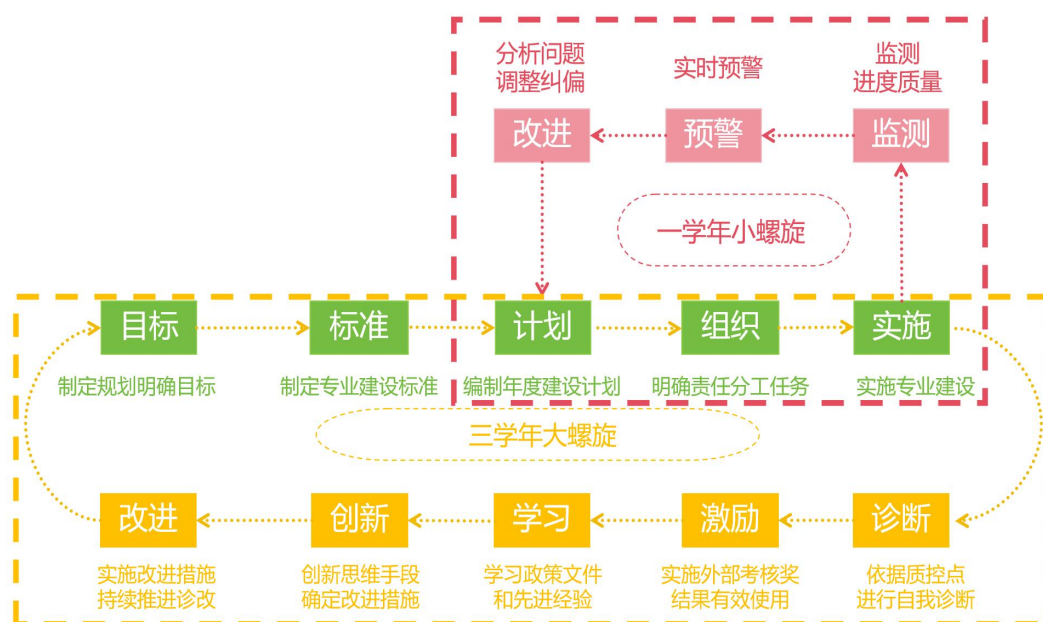 分析问题
调整纠偏
实时预警
监测
进度质量
改进
预警
监测
一学年小螺旋
目标
标准
计划
组织
实施
制定规划明确目标
制定专业建设标准
编制年度建设计划
明确责任分工任务
实施专业建设
三学年大螺旋
改进
创新
学习
激励
诊断
实施改进措施
持续推进诊改
创新思维手段
确定改进措施
学习政策文件
和先进经验
实施外部考核奖
结果有效使用
依据质控点
进行自我诊断